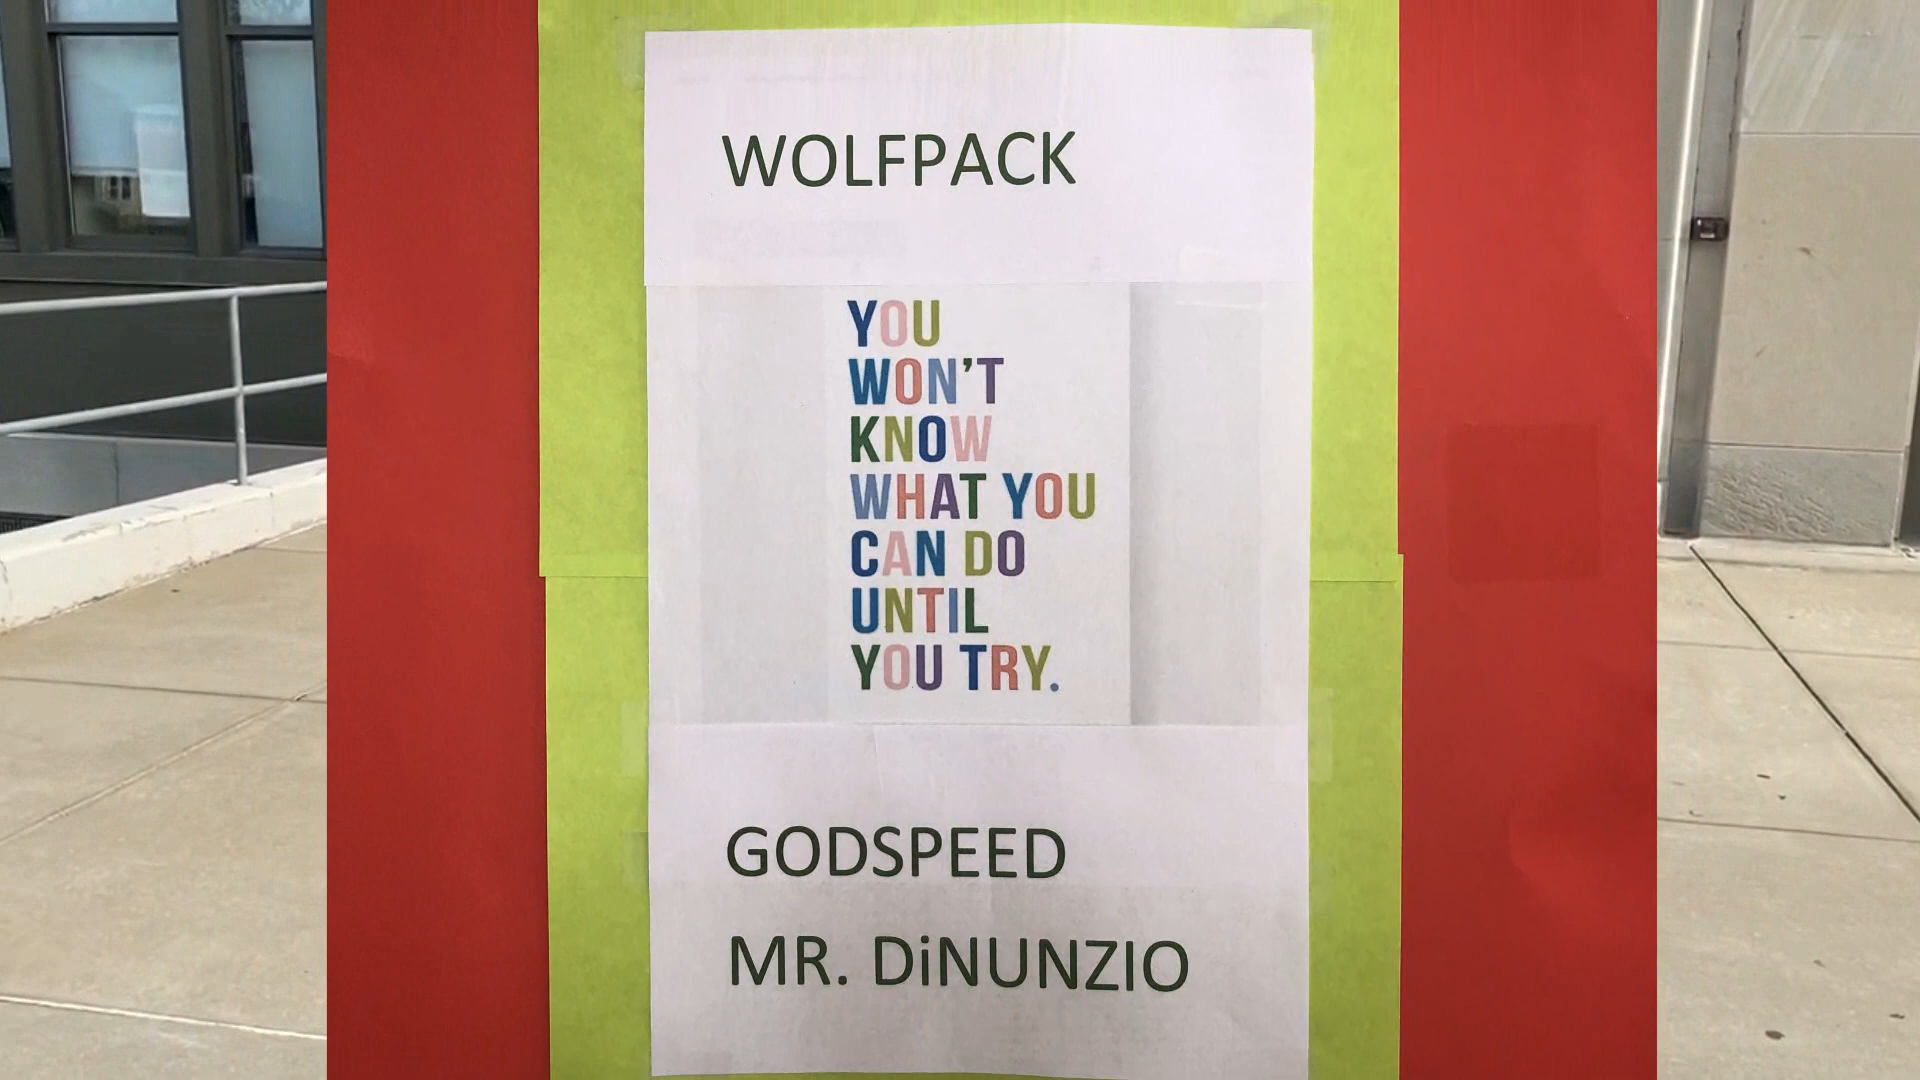 WOLFPACK
YOU
WON'T
KNOW
WHAT YOU
CAN DO
UNTIL
YOU TRY.
GODSPEED
MR. DiNUNZIO